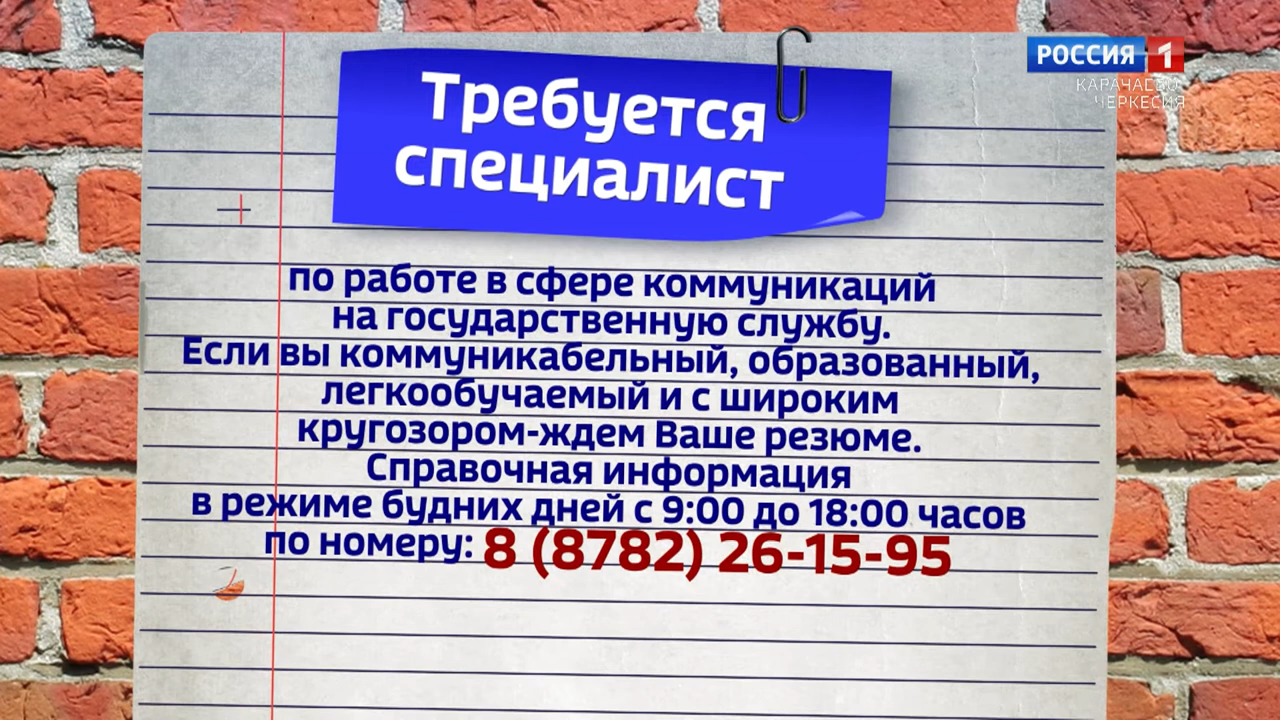 РОССИЯ 1
КАРАЧАЕВО
ЧЕРКЕСИЯ
Требуется
специалист
по работе в сфере коммуникаций
на государственную службу.
Если вы коммуникабельный, образованный,
легкообучаемый и с широким
кругозором-ждем Ваше резюме.
Справочная информация
в режиме будних дней с 9:00 до 18:00 часов
по номеру: 8 (8782) 26-15-95